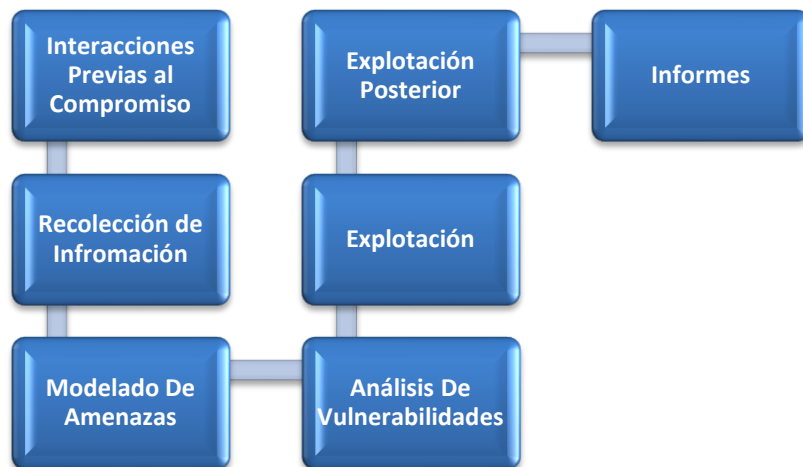 Interacciones
Previas al
Compromiso
Recolección de
Infromación
Modelado De
Amenazas
Análisis De
Vulnerabilidades
Explotación
Explotación
Posterior
Informes